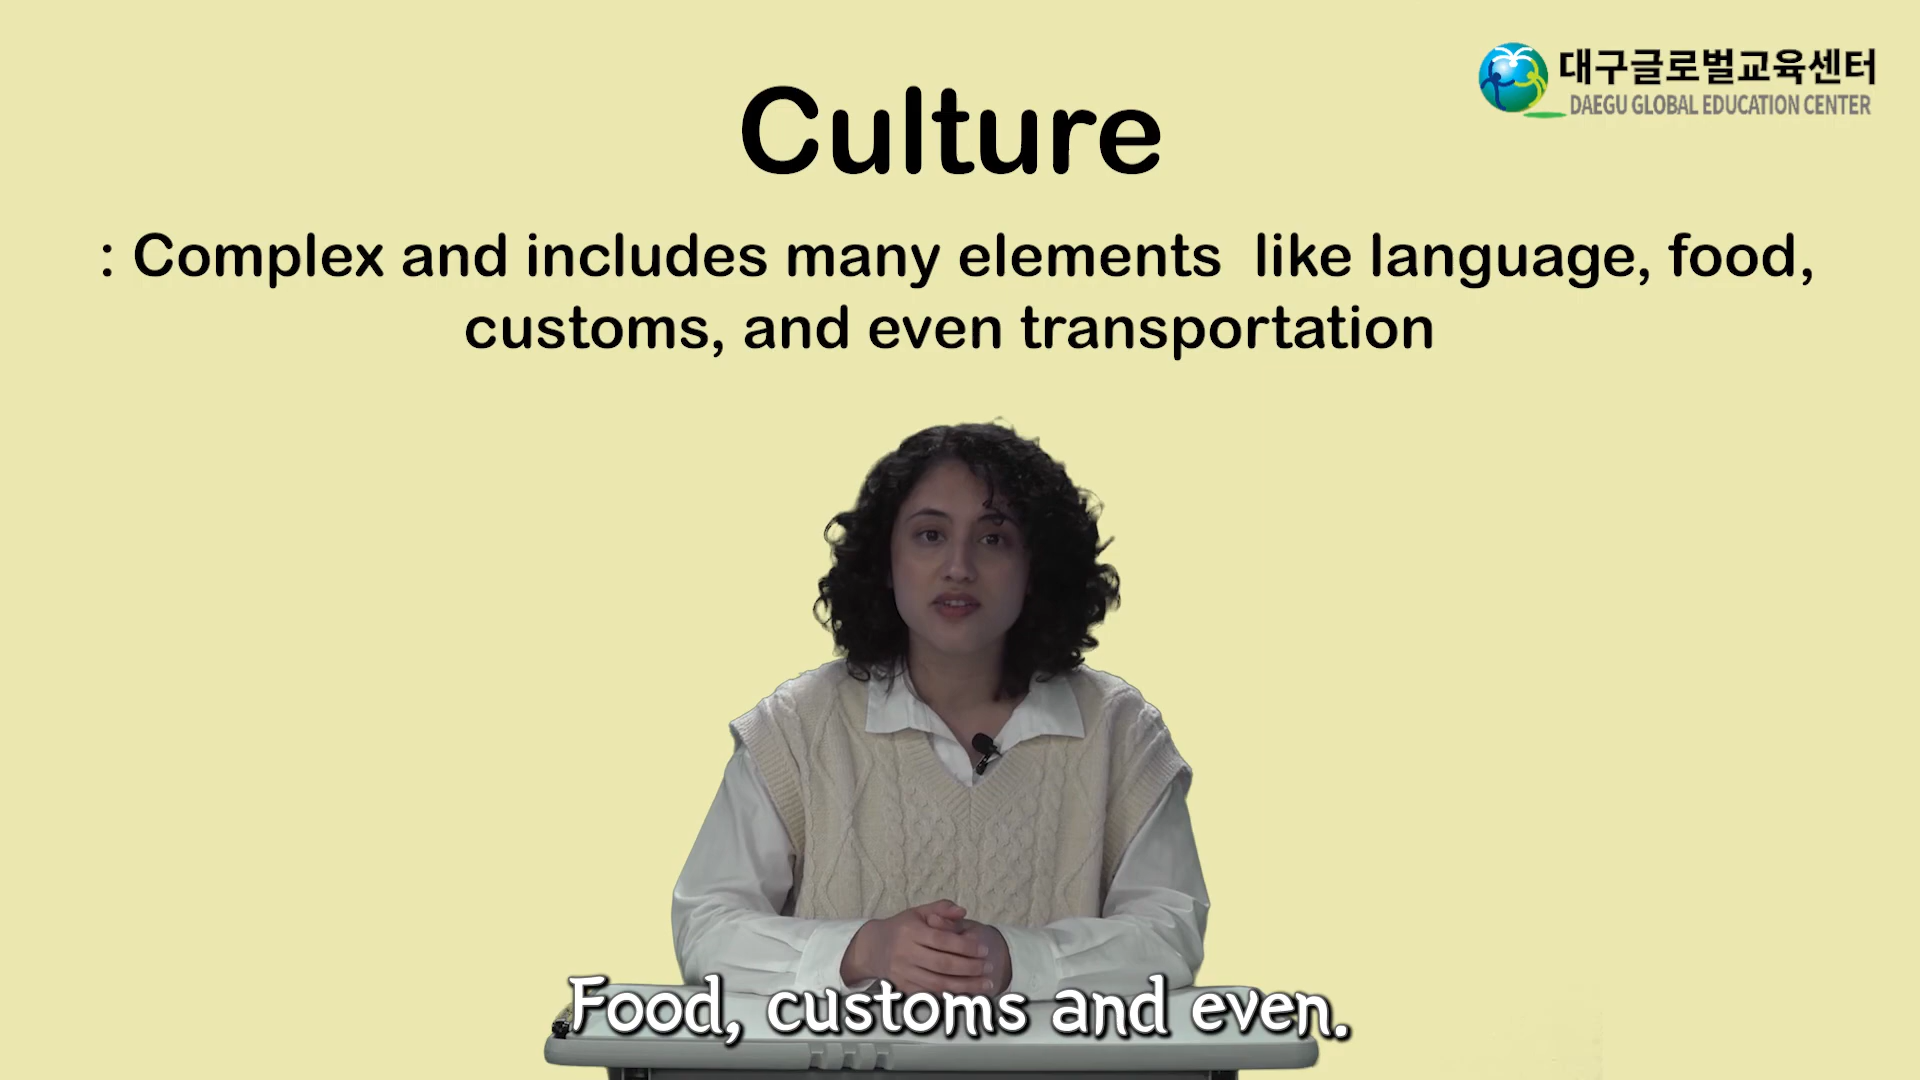 대구글로벌교육센터
DAEGU GLOBAL EDUCATION CENTER
Culture
: Complex and includes many elements  like language, food,
customs, and even transportation
Food, customs and even.